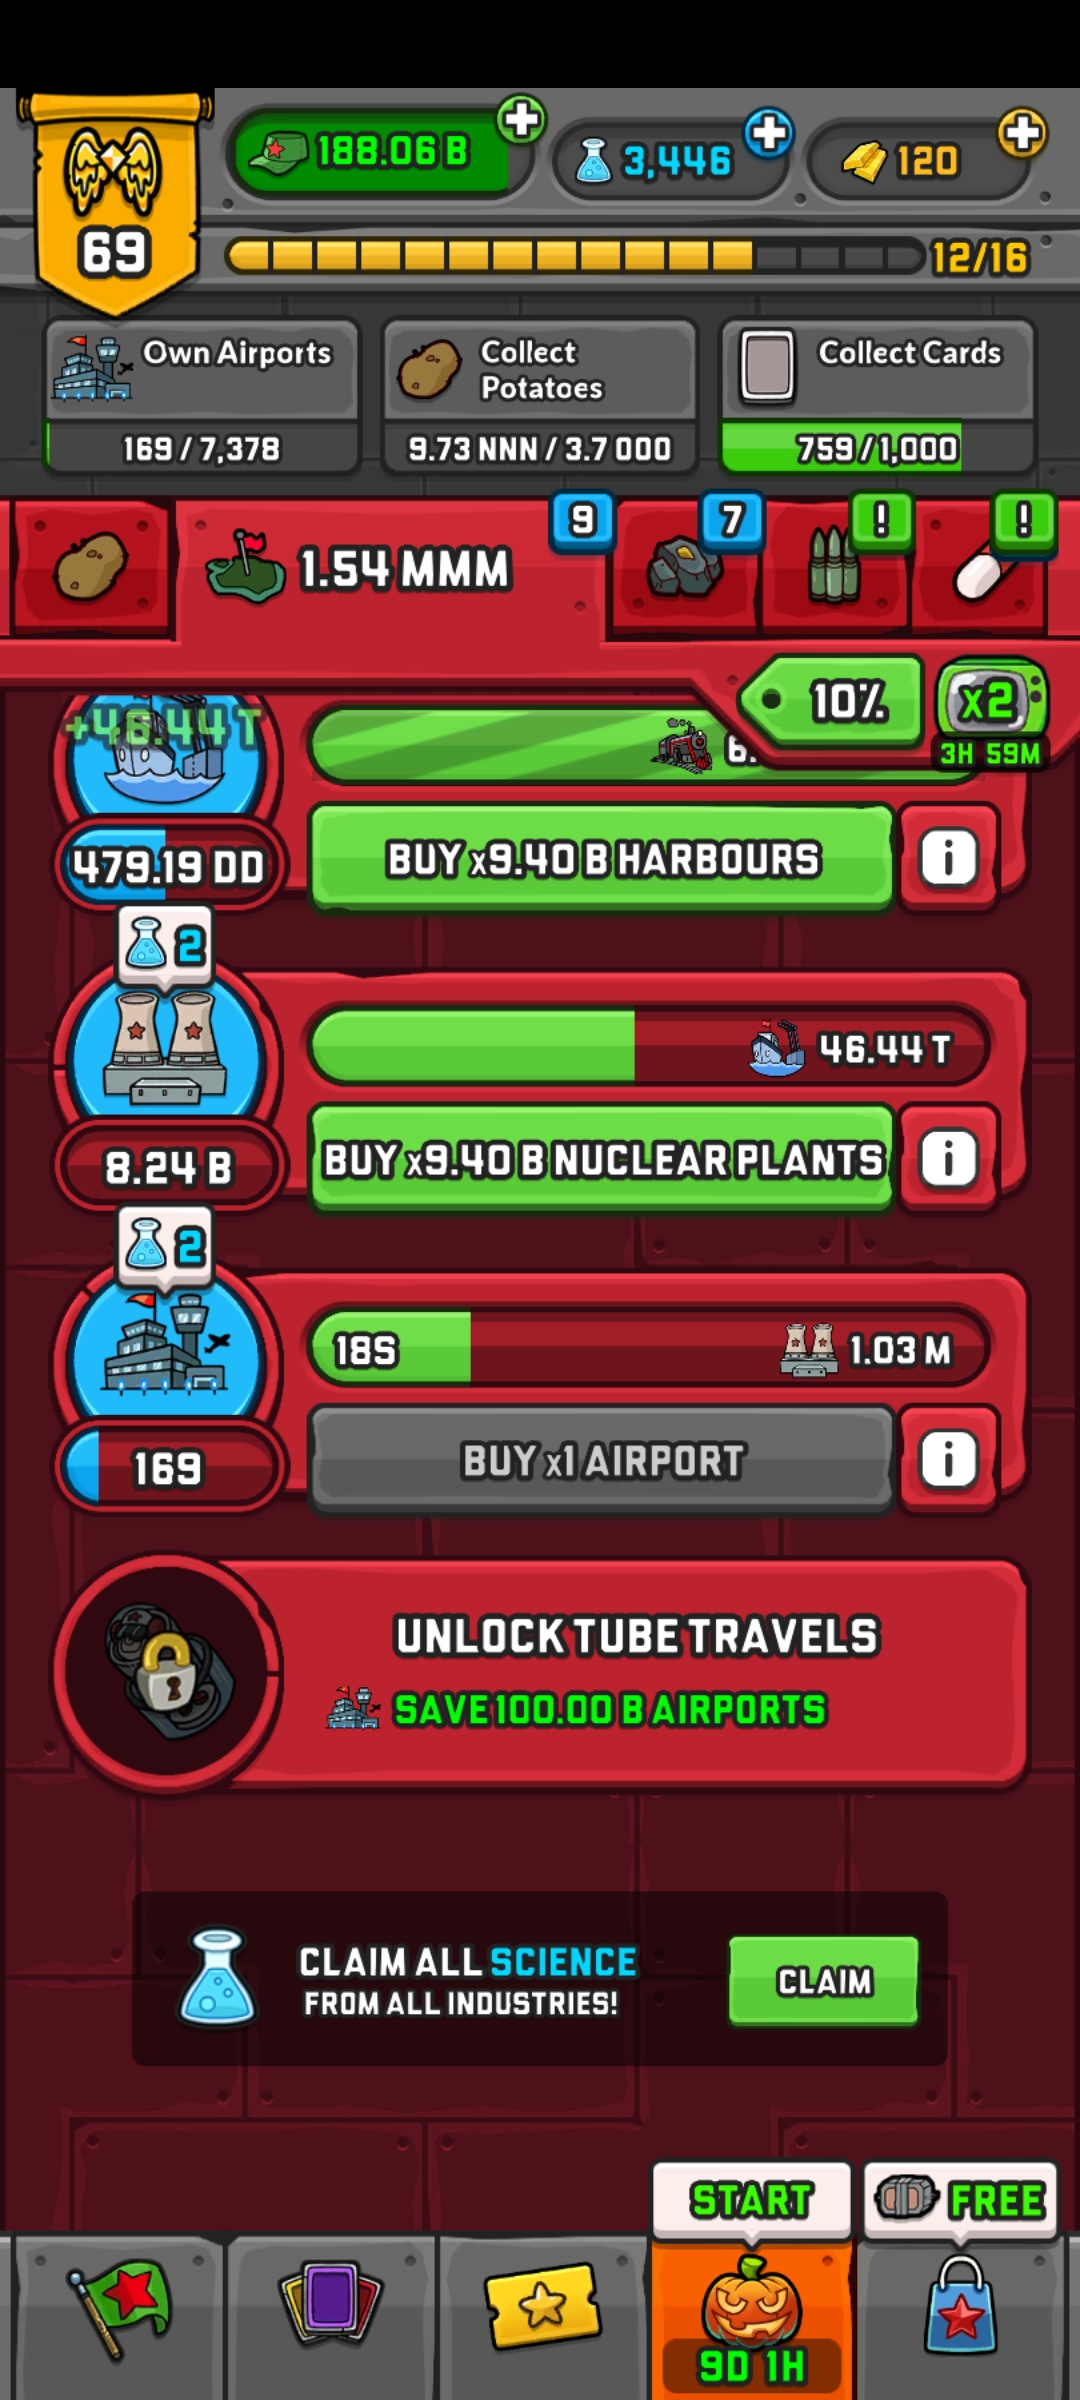 188.06 B
3,446
120
69
12/16
Own Airports
169 / 7,378
Collect
Potatoes
9.73 NNN / 3.7 OOO
Collect Cards
759 / 1,000
1.54 MMM
9
7
!
!
10%
x2
3H 59M
+46.44 T
6.
479.19 DD
BUY x9.40 B HARBOURS
i
2
46.44 T
8.24 B
BUY x9.40 B NUCLEAR PLANTS
i
2
18S
1.03 M
169
BUY x1 AIRPORT
i
UNLOCK TUBE TRAVELS
SAVE 100.00 B AIRPORTS
CLAIM ALL SCIENCE
FROM ALL INDUSTRIES!
CLAIM
START
FREE
9D 1H